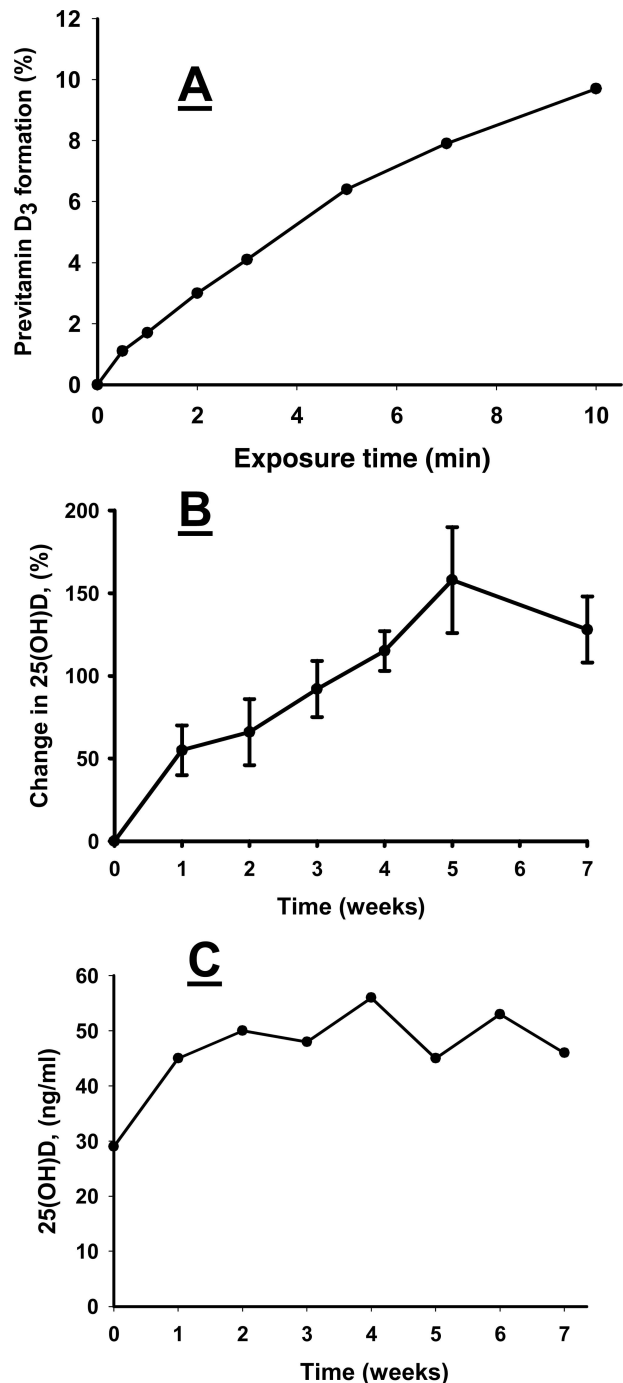 A
Previtamin D3 formation (%)
12
10
8
6
4
2
0
0 2 4 6 8 10
Exposure time (min)
B
Change in 25(OH)D, (%)
200
150
100
50
0
0 1 2 3 4 5 6 7
Time (weeks)
C
25(OH)D, (ng/ml)
60
50
40
30
20
10
0
0 1 2 3 4 5 6 7
Time (weeks)